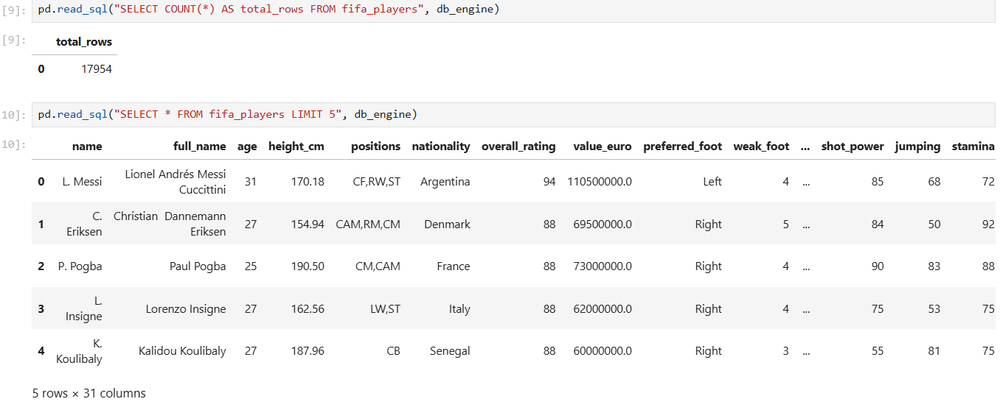 [9]: pd.read_sql("SELECT COUNT(*) AS total_rows FROM fifa_players", db_engine)
[9]:
total_rows
0 17954
10]: pd.read_sql("SELECT * FROM fifa_players LIMIT 5", db_engine)
10]:
name full_name age height_cm positions nationality overall_rating value_euro preferred_foot weak_foot ... shot_power jumping stamina
0 L. Messi Lionel Andrés Messi Cuccittini 31 170.18 CF,RW,ST Argentina 94 110500000.0 Left 4 ... 85 68 72
1 C. Eriksen Christian  Dannemann Eriksen 27 154.94 CAM,RM,CM Denmark 88 69500000.0 Right 5 ... 84 50 92
2 P. Pogba Paul Pogba 25 190.50 CM,CAM France 88 73000000.0 Right 4 ... 90 83 88
3 L. Insigne Lorenzo Insigne 27 162.56 LW,ST Italy 88 62000000.0 Right 4 ... 75 53 75
4 K. Koulibaly Kalidou Koulibaly 27 187.96 CB Senegal 88 60000000.0 Right 3 ... 55 81 75
5 rows × 31 columns